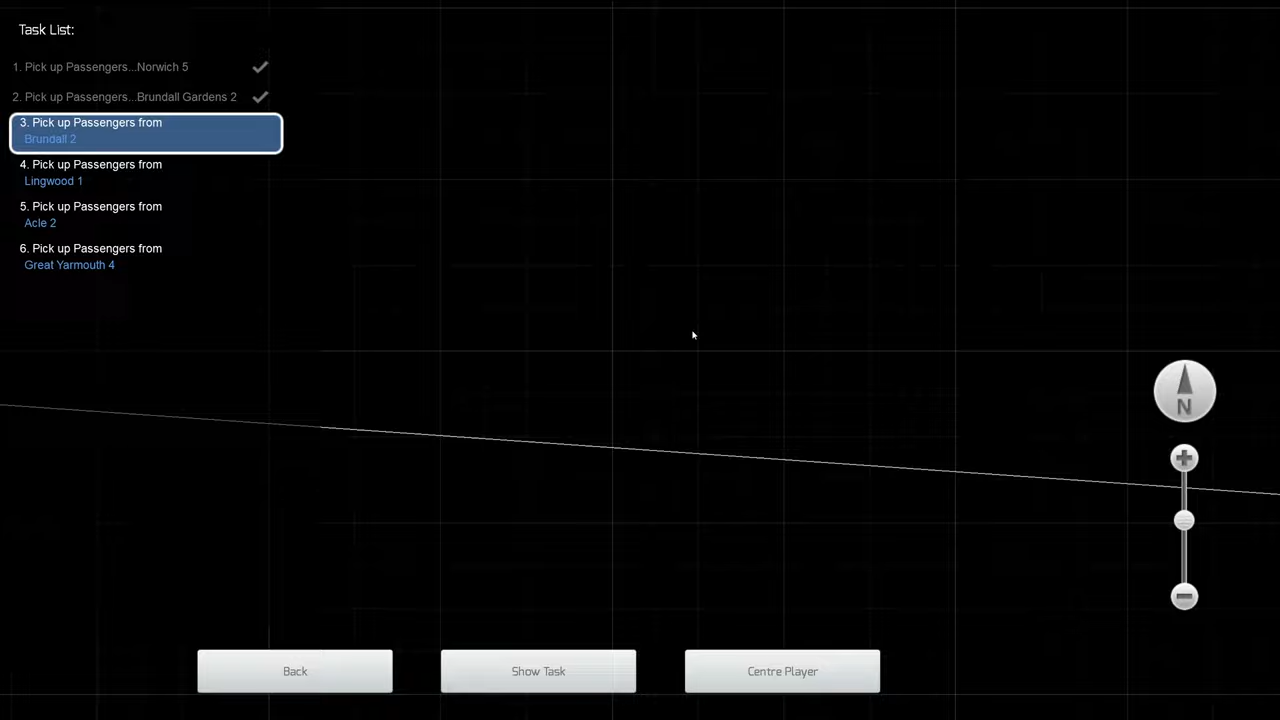 Task List:
1. Pick up Passengers...Norwich 5
2. Pick up Passengers...Brundall Gardens 2
3. Pick up Passengers from
Brundall 2
4. Pick up Passengers from
Lingwood 1
5. Pick up Passengers from
Acle 2
6. Pick up Passengers from
Great Yarmouth 4
N
Back
Show Task
Centre Player